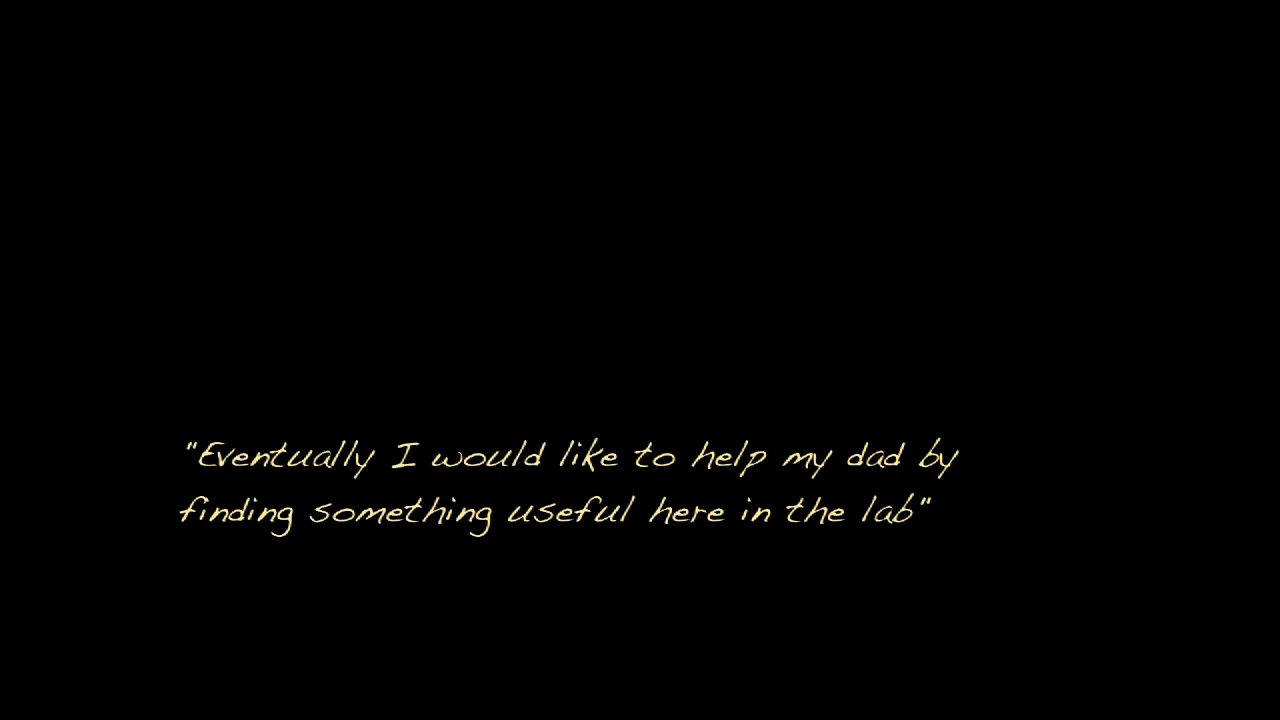 "Eventually I would like to help my dad by
finding something useful here in the lab"